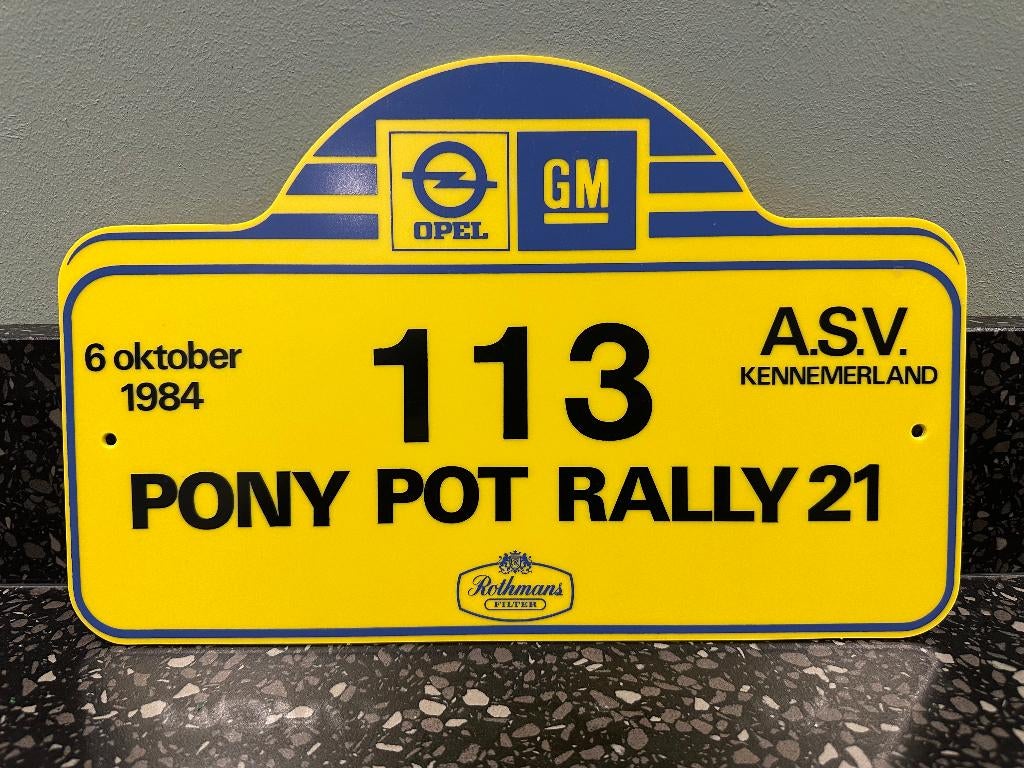 OPEL
GM
6 oktober
1984
113
A.S.V.
KENNEMERLAND
PONY POT RALLY 21
Rothmans
FILTER